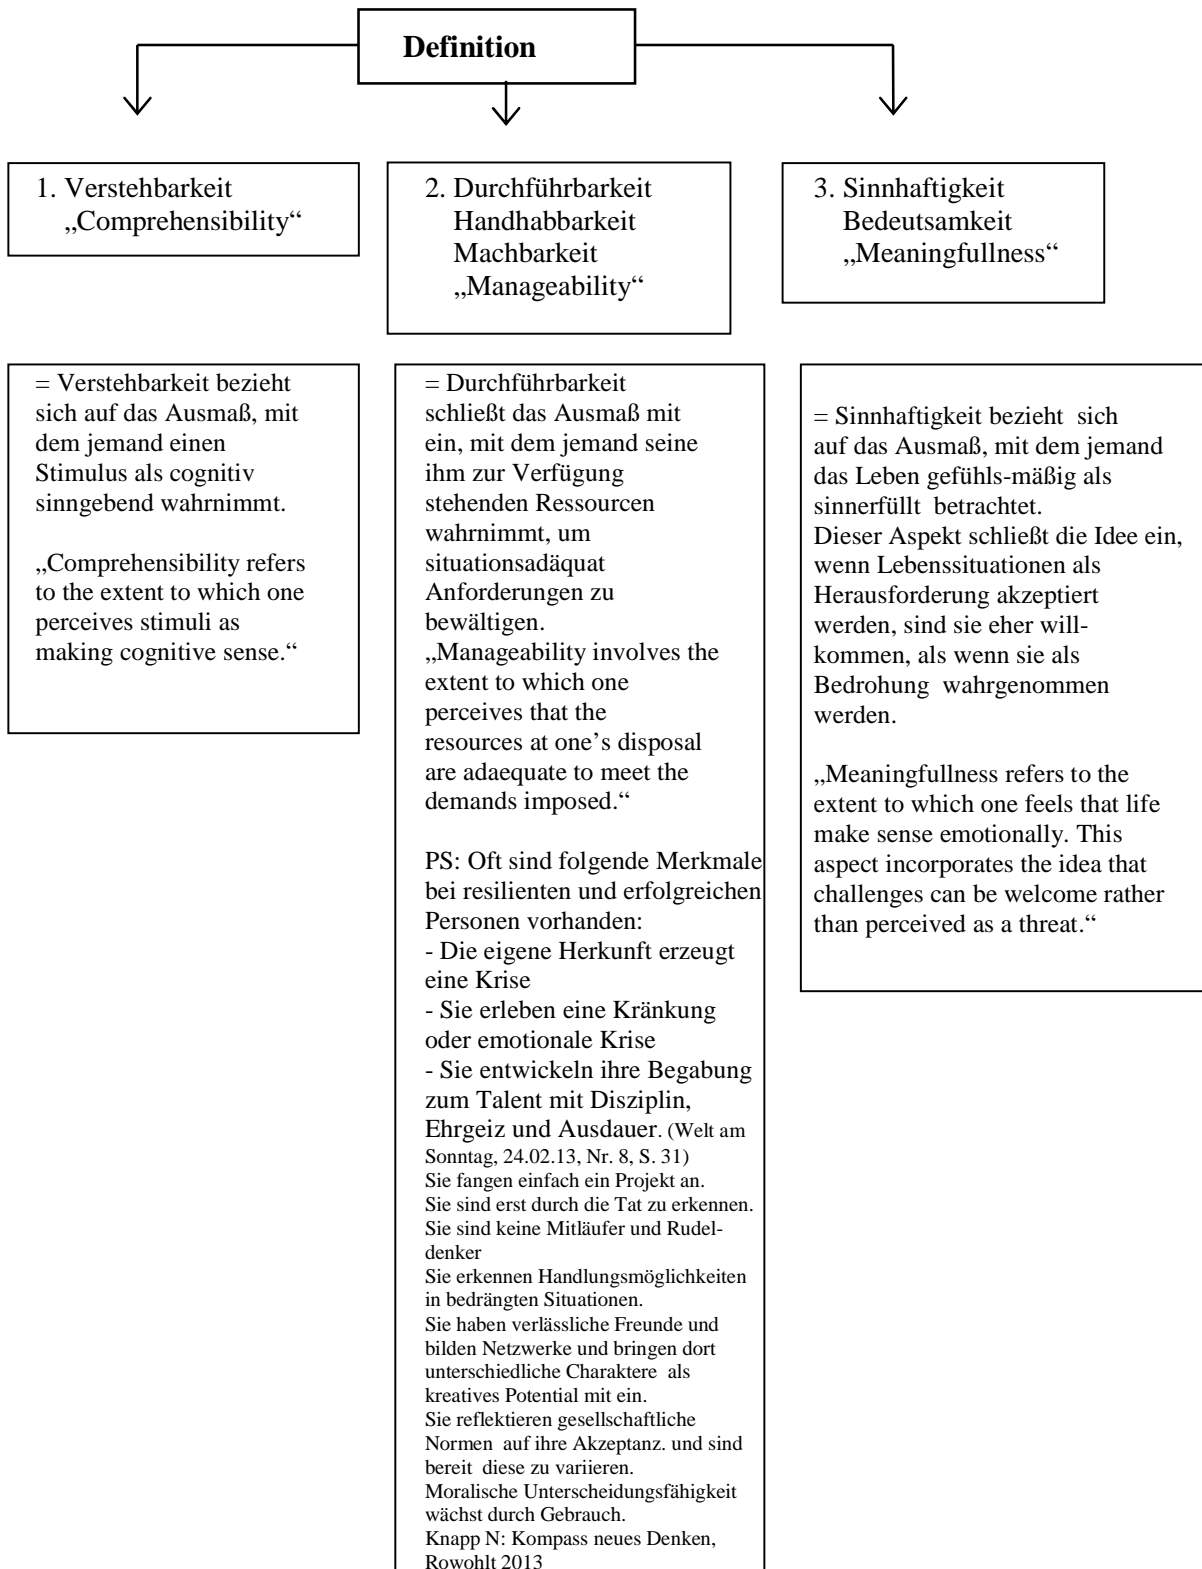 Definition
1. Verstehbarkeit
„Comprehensibility“
2. Durchführbarkeit
Handhabbarkeit
Machbarkeit
„Manageability“
3. Sinnhaftigkeit
Bedeutsamkeit
„Meaningfullness“
= Verstehbarkeit bezieht
sich auf das Ausmaß, mit
dem jemand einen
Stimulus als cognitiv
sinngebend wahrnimmt.
„Comprehensibility refers
to the extent to which one
perceives stimuli as
making cognitive sense.“
= Durchführbarkeit
schließt das Ausmaß mit
ein, mit dem jemand seine
ihm zur Verfügung
stehenden Ressourcen
wahrnimmt, um
situationsadäquat
Anforderungen zu
bewältigen.
„Manageability involves the
extent to which one
perceives that the
resources at one’s disposal
are adaequate to meet the
demands imposed.“
PS: Oft sind folgende Merkmale
bei resilienten und erfolgreichen
Personen vorhanden:
- Die eigene Herkunft erzeugt
eine Krise
- Sie erleben eine Kränkung
oder emotionale Krise
- Sie entwickeln ihre Begabung
zum Talent mit Disziplin,
Ehrgeiz und Ausdauer. (Welt am
Sonntag, 24.02.13, Nr. 8, S. 31)
Sie fangen einfach ein Projekt an.
Sie sind erst durch die Tat zu erkennen.
Sie sind keine Mitläufer und Rudel-
denker
Sie erkennen Handlungsmöglichkeiten
in bedrängten Situationen.
Sie haben verlässliche Freunde und
bilden Netzwerke und bringen dort
unterschiedliche Charaktere als
kreatives Potential mit ein.
Sie reflektieren gesellschaftliche
Normen auf ihre Akzeptanz. und sind
bereit diese zu variieren.
Moralische Unterscheidungsfähigkeit
wächst durch Gebrauch.
Knapp N: Kompass neues Denken,
Rowohlt 2013
= Sinnhaftigkeit bezieht sich
auf das Ausmaß, mit dem jemand
das Leben gefühls-mäßig als
sinnerfüllt betrachtet.
Dieser Aspekt schließt die Idee ein,
wenn Lebenssituationen als
Herausforderung akzeptiert
werden, sind sie eher will-
kommen, als wenn sie als
Bedrohung wahrgenommen
werden.
„Meaningfullness refers to the
extent to which one feels that life
make sense emotionally. This
aspect incorporates the idea that
challenges can be welcome rather
than perceived as a threat.“